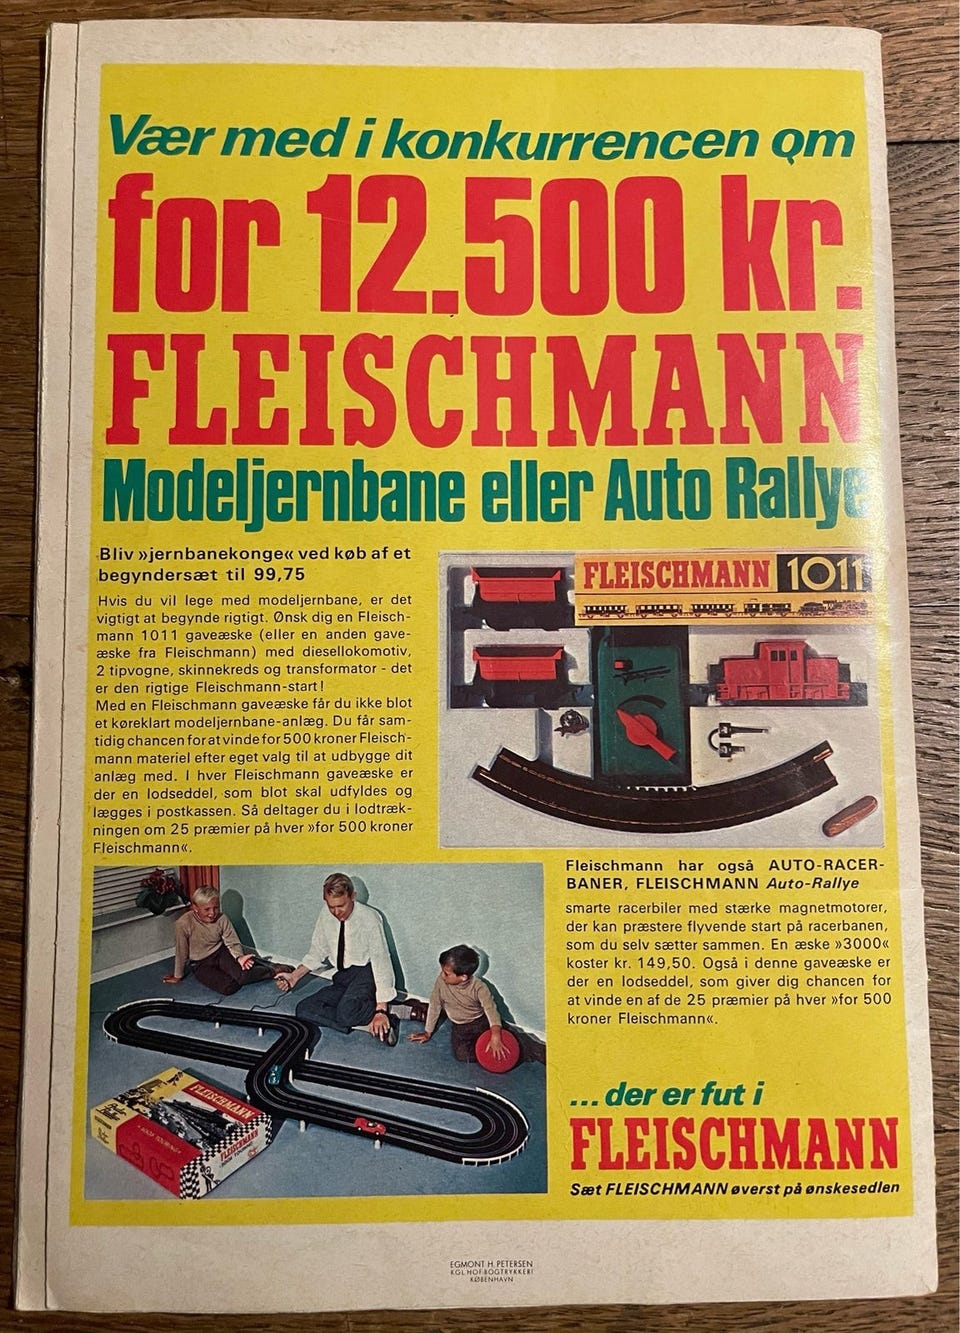 Vær med i konkurrencen om
for 12.500 kr.
FLEISCHMANN
Modeljernbane eller Auto Rallye
Bliv »jernbanekonge« ved køb af et
begyndersæt til 99,75
Hvis du vil lege med modeljernbane, er det
vigtigt at begynde rigtigt. Ønsk dig en Fleisch-
mann 1011 gaveæske (eller en anden gave-
æske fra Fleischmann) med diesellokomotiv,
2 tipvogne, skinnekreds og transformator - det
er den rigtige Fleischmann-start!
Med en Fleischmann gaveæske får du ikke blot
et køreklart modeljernbane-anlæg. Du får sam-
tidig chancen for at vinde for 500 kroner Fleisch-
mann materiel efter eget valg til at udbygge dit
anlæg med. I hver Fleischmann gaveæske er
der en lodseddel, som blot skal udfyldes og
lægges i postkassen. Så deltager du i lodtræk-
ningen om 25 præmier på hver »for 500 kroner
Fleischmann«.
FLEISCHMANN 1011
Fleischmann har også AUTO-RACER-
BANER, FLEISCHMANN Auto-Rallye
smarte racerbiler med stærke magnetmotorer,
der kan præstere flyvende start på racerbanen,
som du selv sætter sammen. En æske »3000«
koster kr. 149,50. Også i denne gaveæske er
der en lodseddel, som giver dig chancen for
at vinde en af de 25 præmier på hver »for 500
kroner Fleischmann«.
FLEISCHMANN
Auto Rallye
FLEISCHMANN
... der er fut i
FLEISCHMANN
Sæt FLEISCHMANN øverst på ønskesedlen
EGMONT H. PETERSEN
KGL. HOF-BOGTRYKKERI
KØBENHAVN